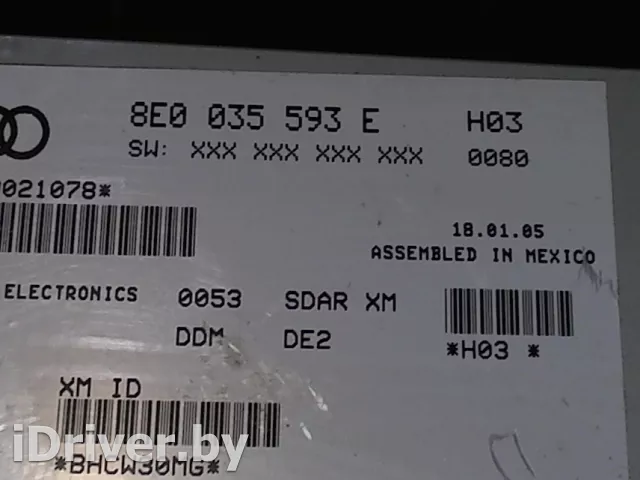 8E0 035 593 E H03
SW: XXX XXX XXX XXX 0080
021078*
18.01.05
ASSEMBLED IN MEXICO
ELECTRONICS 0053 SDAR XM
DDM DE2
*H03 *
XM ID
*BHCW30MG*
iDriver.by